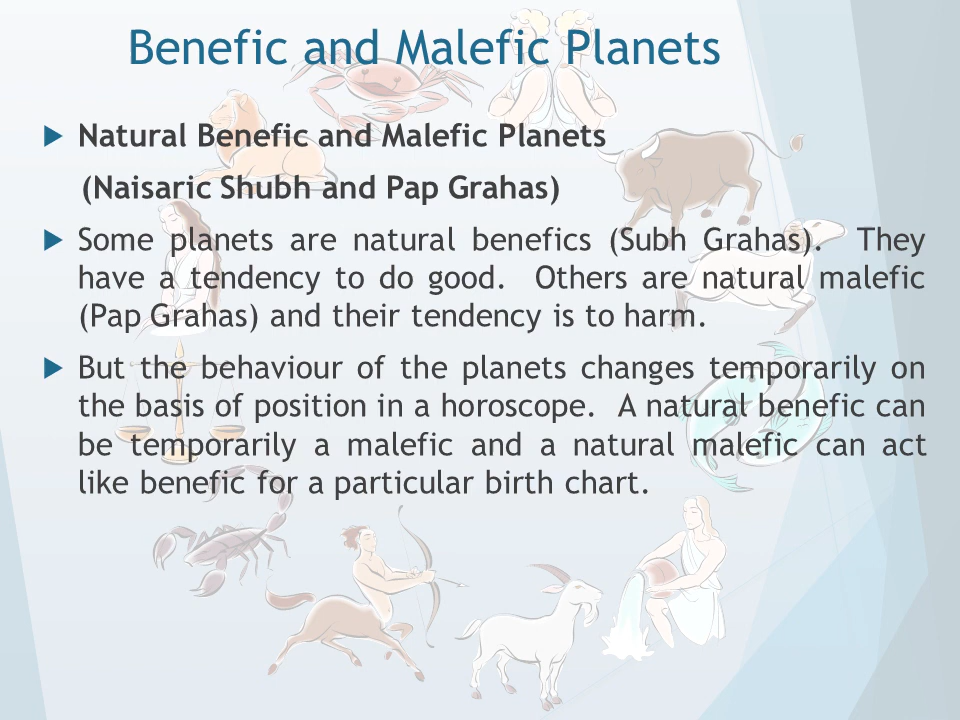 Benefic and Malefic Planets
Natural Benefic and Malefic Planets
(Naisaric Shubh and Pap Grahas)
Some planets are natural benefics (Subh Grahas). They
have a tendency to do good. Others are natural malefic
(Pap Grahas) and their tendency is to harm.
But the behaviour of the planets changes temporarily on
the basis of position in a horoscope. A natural benefic can
be temporarily a malefic and a natural malefic can act
like benefic for a particular birth chart.